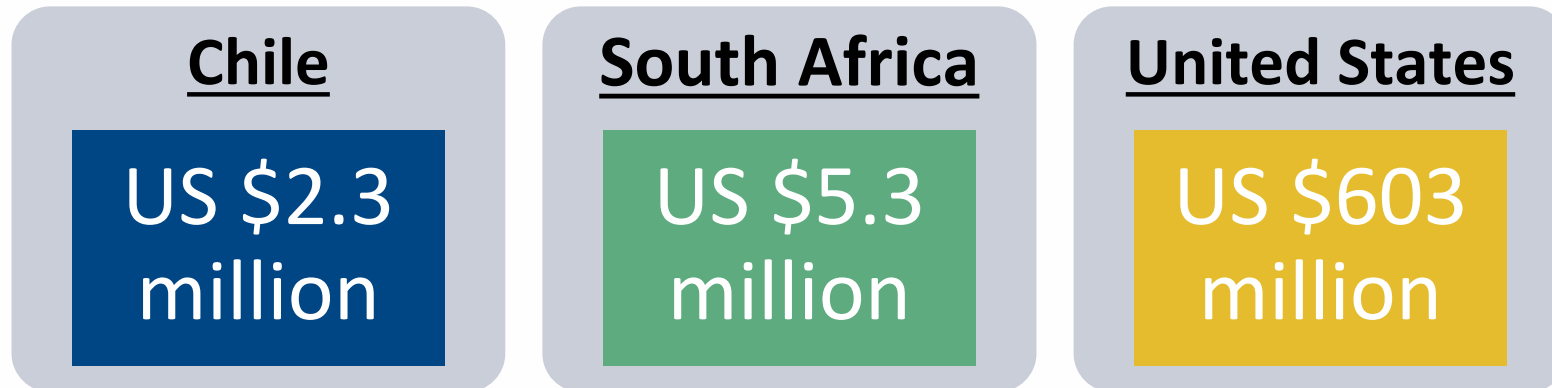 Chile
US $2.3
million
South Africa
US $5.3
million
United States
US $603
million